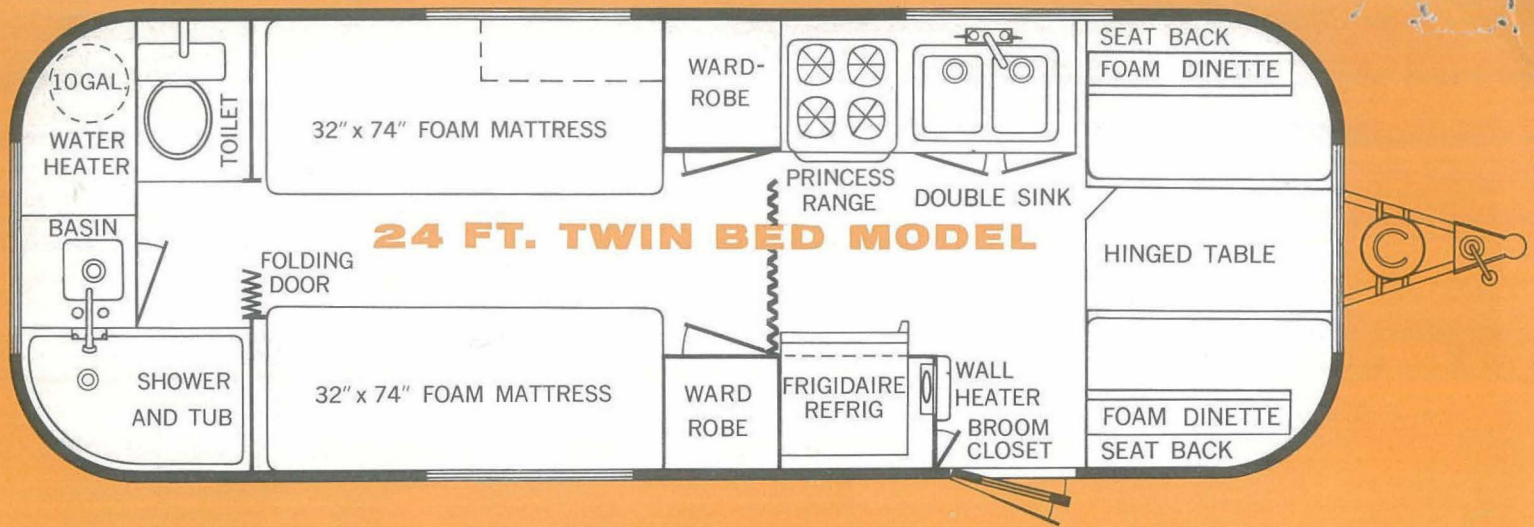 10 GAL.
WATER
HEATER
TOILET
32" x 74" FOAM MATTRESS
WARD-
ROBE
PRINCESS
RANGE
DOUBLE SINK
SEAT BACK
FOAM DINETTE
BASIN
FOLDING
DOOR
24 FT. TWIN BED MODEL
HINGED TABLE
SHOWER
AND TUB
32" x 74" FOAM MATTRESS
WARD
ROBE
FRIGIDAIRE
REFRIG
WALL
HEATER
BROOM
CLOSET
FOAM DINETTE
SEAT BACK